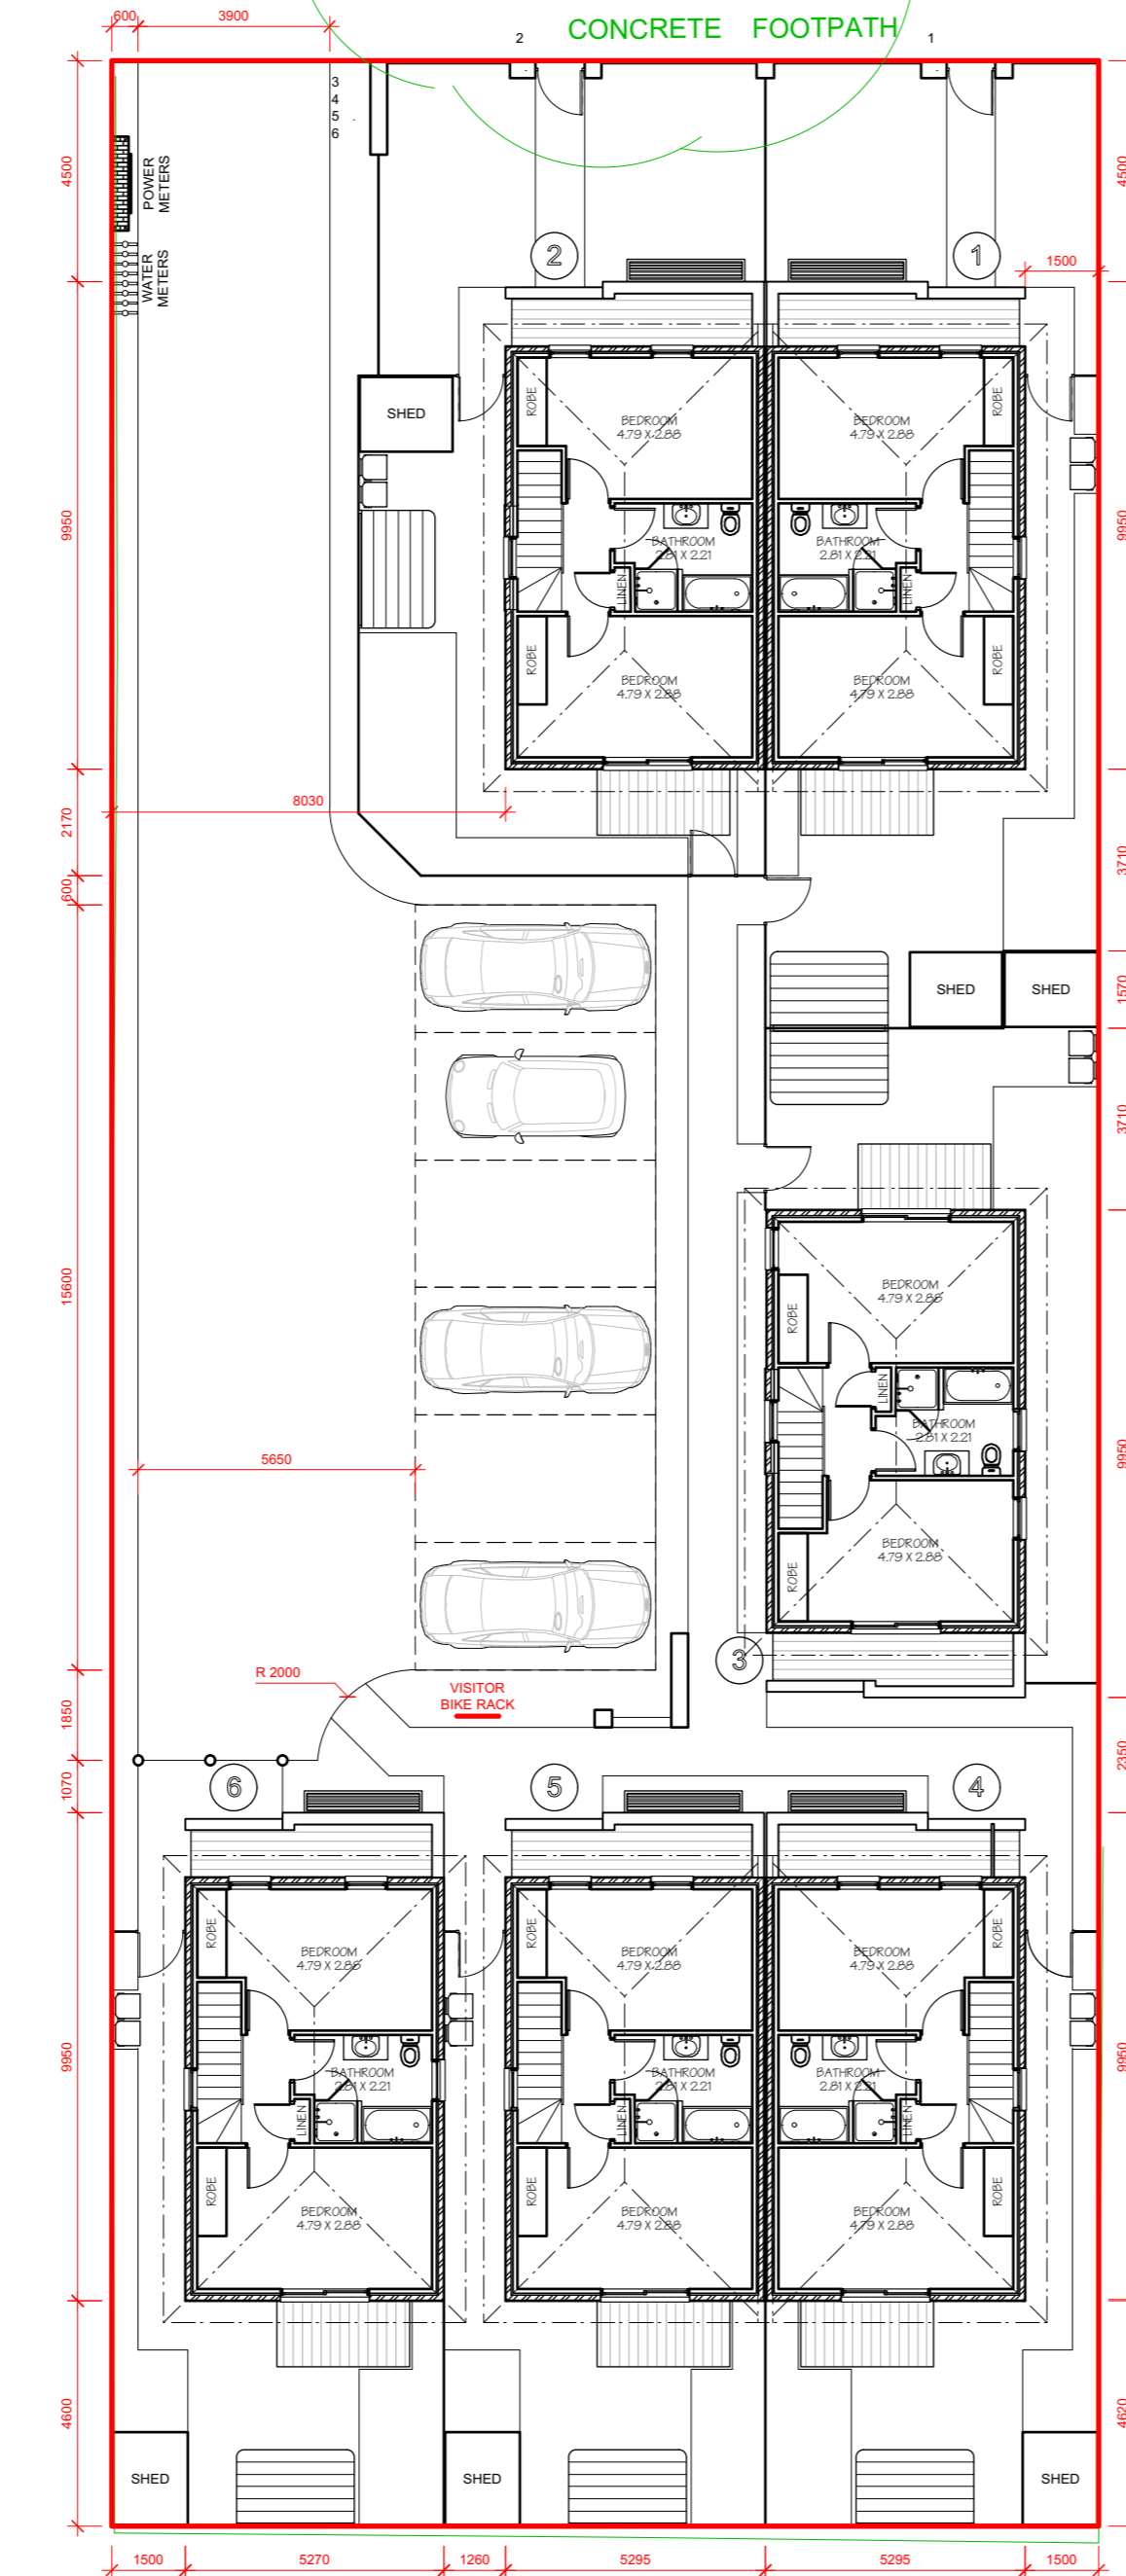 600
3900
2
CONCRETE FOOTPATH
1
3
4
5
6
4500
POWER
METERS
WATER
METERS
2
1
1500
4500
SHED
ROBE
BEDROOM
4.79 X 2.88
BEDROOM
4.79 X 2.88
ROBE
9950
BATHROOM
2.81 X 2.21
BATHROOM
2.81 X 2.21
9950
LINEN
LINEN
ROBE
BEDROOM
4.79 X 2.88
BEDROOM
4.79 X 2.88
ROBE
8030
2170
600
3710
SHED
SHED
1570
3710
15600
BEDROOM
4.79 X 2.88
ROBE
LINEN
BATHROOM
2.81 X 2.21
5650
9950
BEDROOM
4.79 X 2.88
ROBE
3
R 2000
VISITOR
BIKE RACK
1850
2350
1070
6
5
4
ROBE
BEDROOM
4.79 X 2.88
ROBE
BEDROOM
4.79 X 2.88
BEDROOM
4.79 X 2.88
ROBE
9950
BATHROOM
2.81 X 2.21
BATHROOM
2.81 X 2.21
BATHROOM
2.81 X 2.21
9950
LINEN
LINEN
LINEN
ROBE
BEDROOM
4.79 X 2.88
ROBE
BEDROOM
4.79 X 2.88
BEDROOM
4.79 X 2.88
ROBE
4600
4620
SHED
SHED
SHED
1500
5270
1260
5295
5295
1500